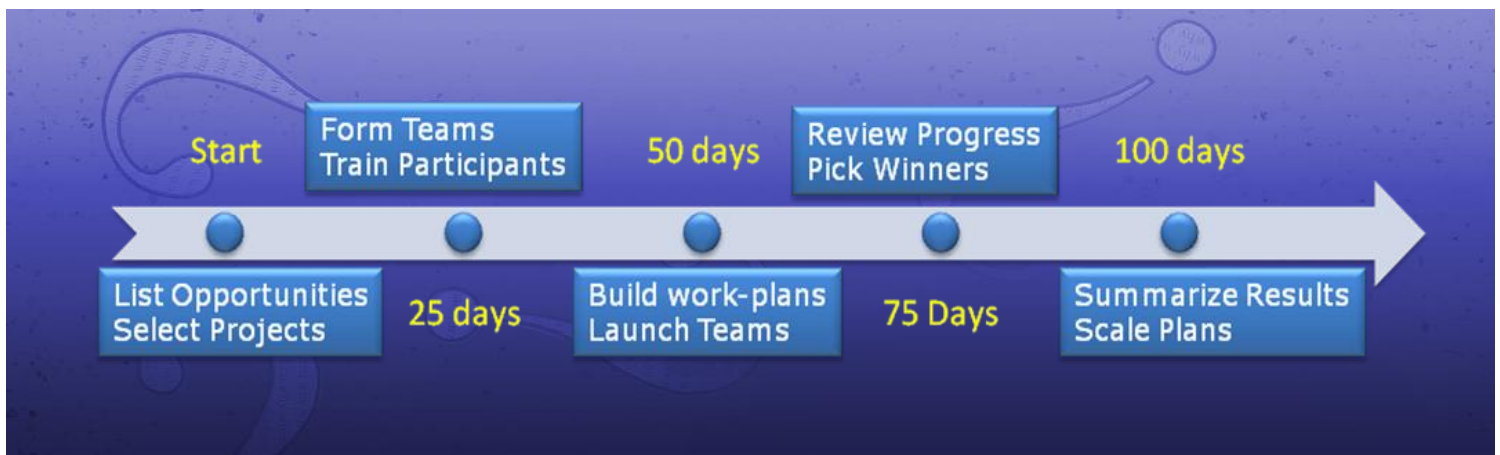 Start
List Opportunities
Select Projects
Form Teams
Train Participants
25 days
50 days
Build work-plans
Launch Teams
Review Progress
Pick Winners
75 Days
100 days
Summarize Results
Scale Plans